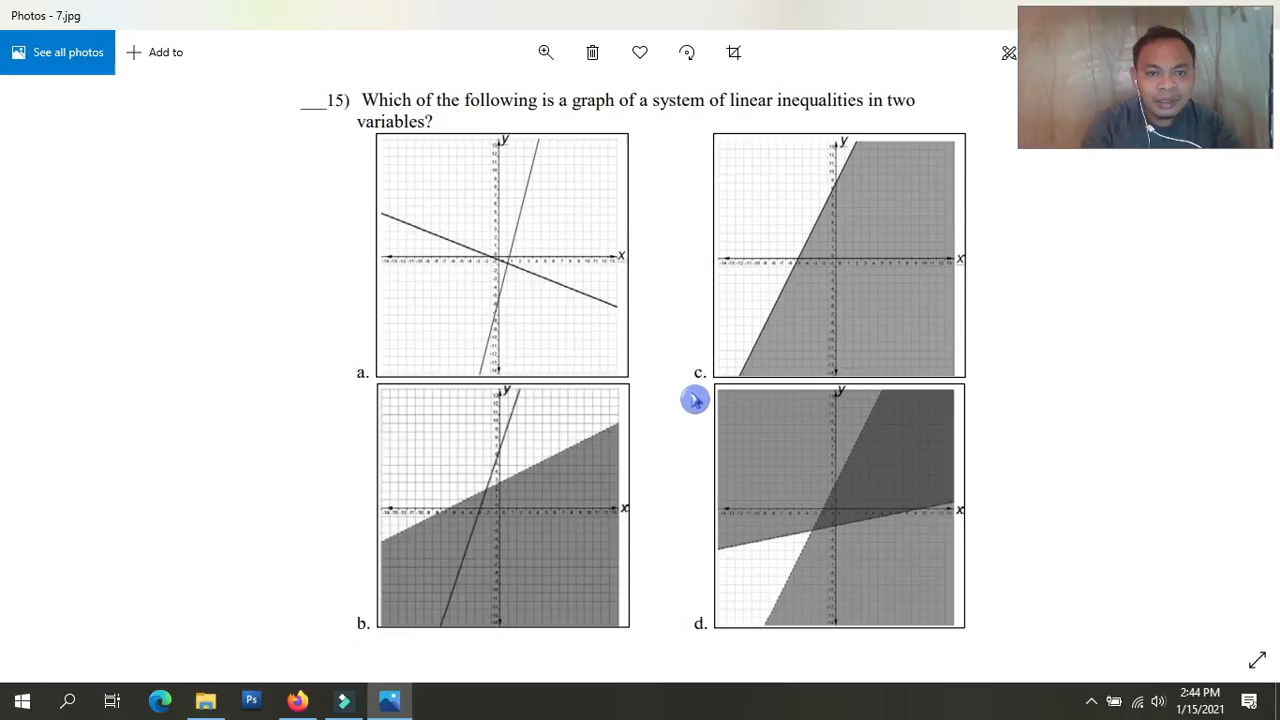 Photos - 7.jpg
See all photos
Add to
___15) Which of the following is a graph of a system of linear inequalities in two
variables?
y
x
a.
y
x
c.
y
x
b.
y
x
d.
Ps
2:44 PM
1/15/2021